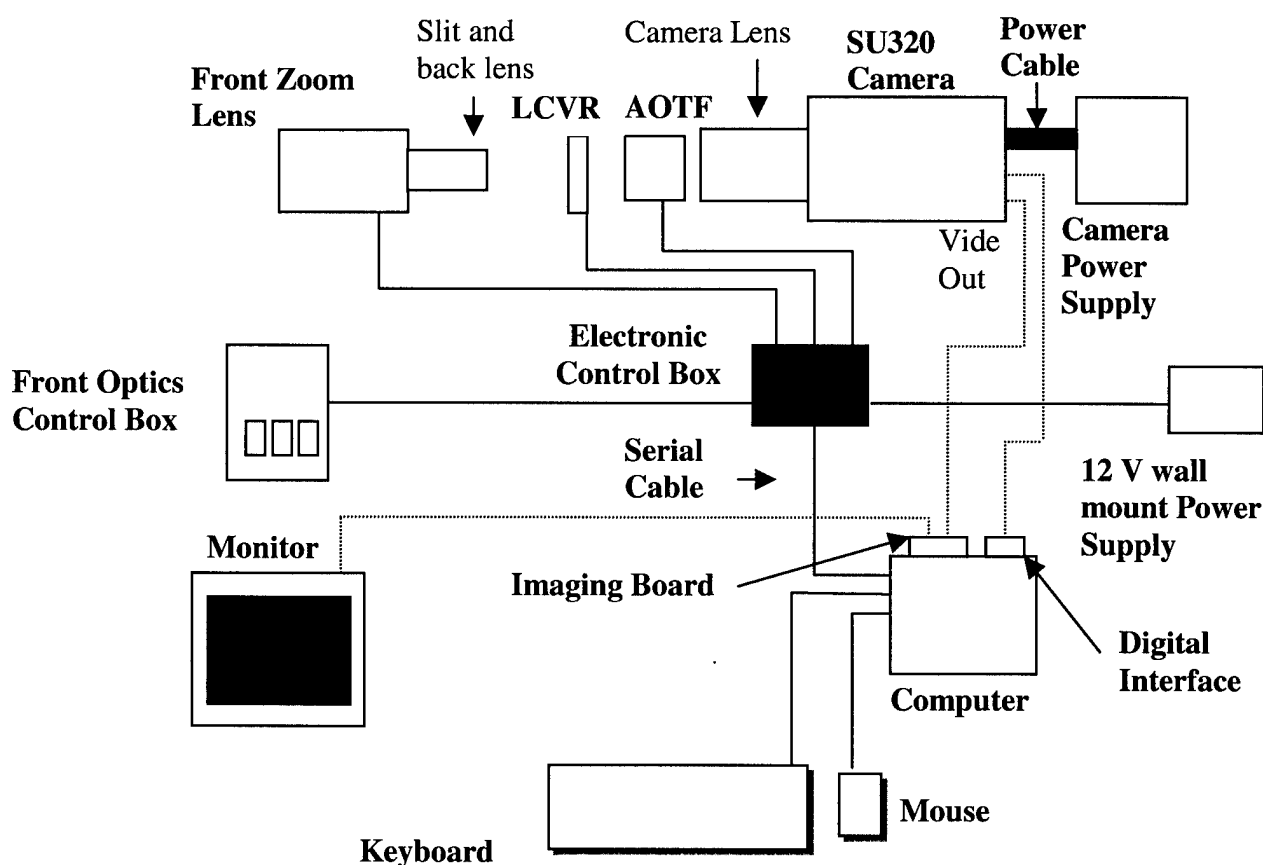 Slit and
back lens
Camera Lens
SU320
Camera
Power
Cable
Front Zoom
Lens
LCVR
AOTF
Vide
Out
Camera
Power
Supply
Electronic
Control Box
Front Optics
Control Box
Serial
Cable
12 V wall
mount Power
Supply
Monitor
Imaging Board
Digital
Interface
Computer
Mouse
Keyboard